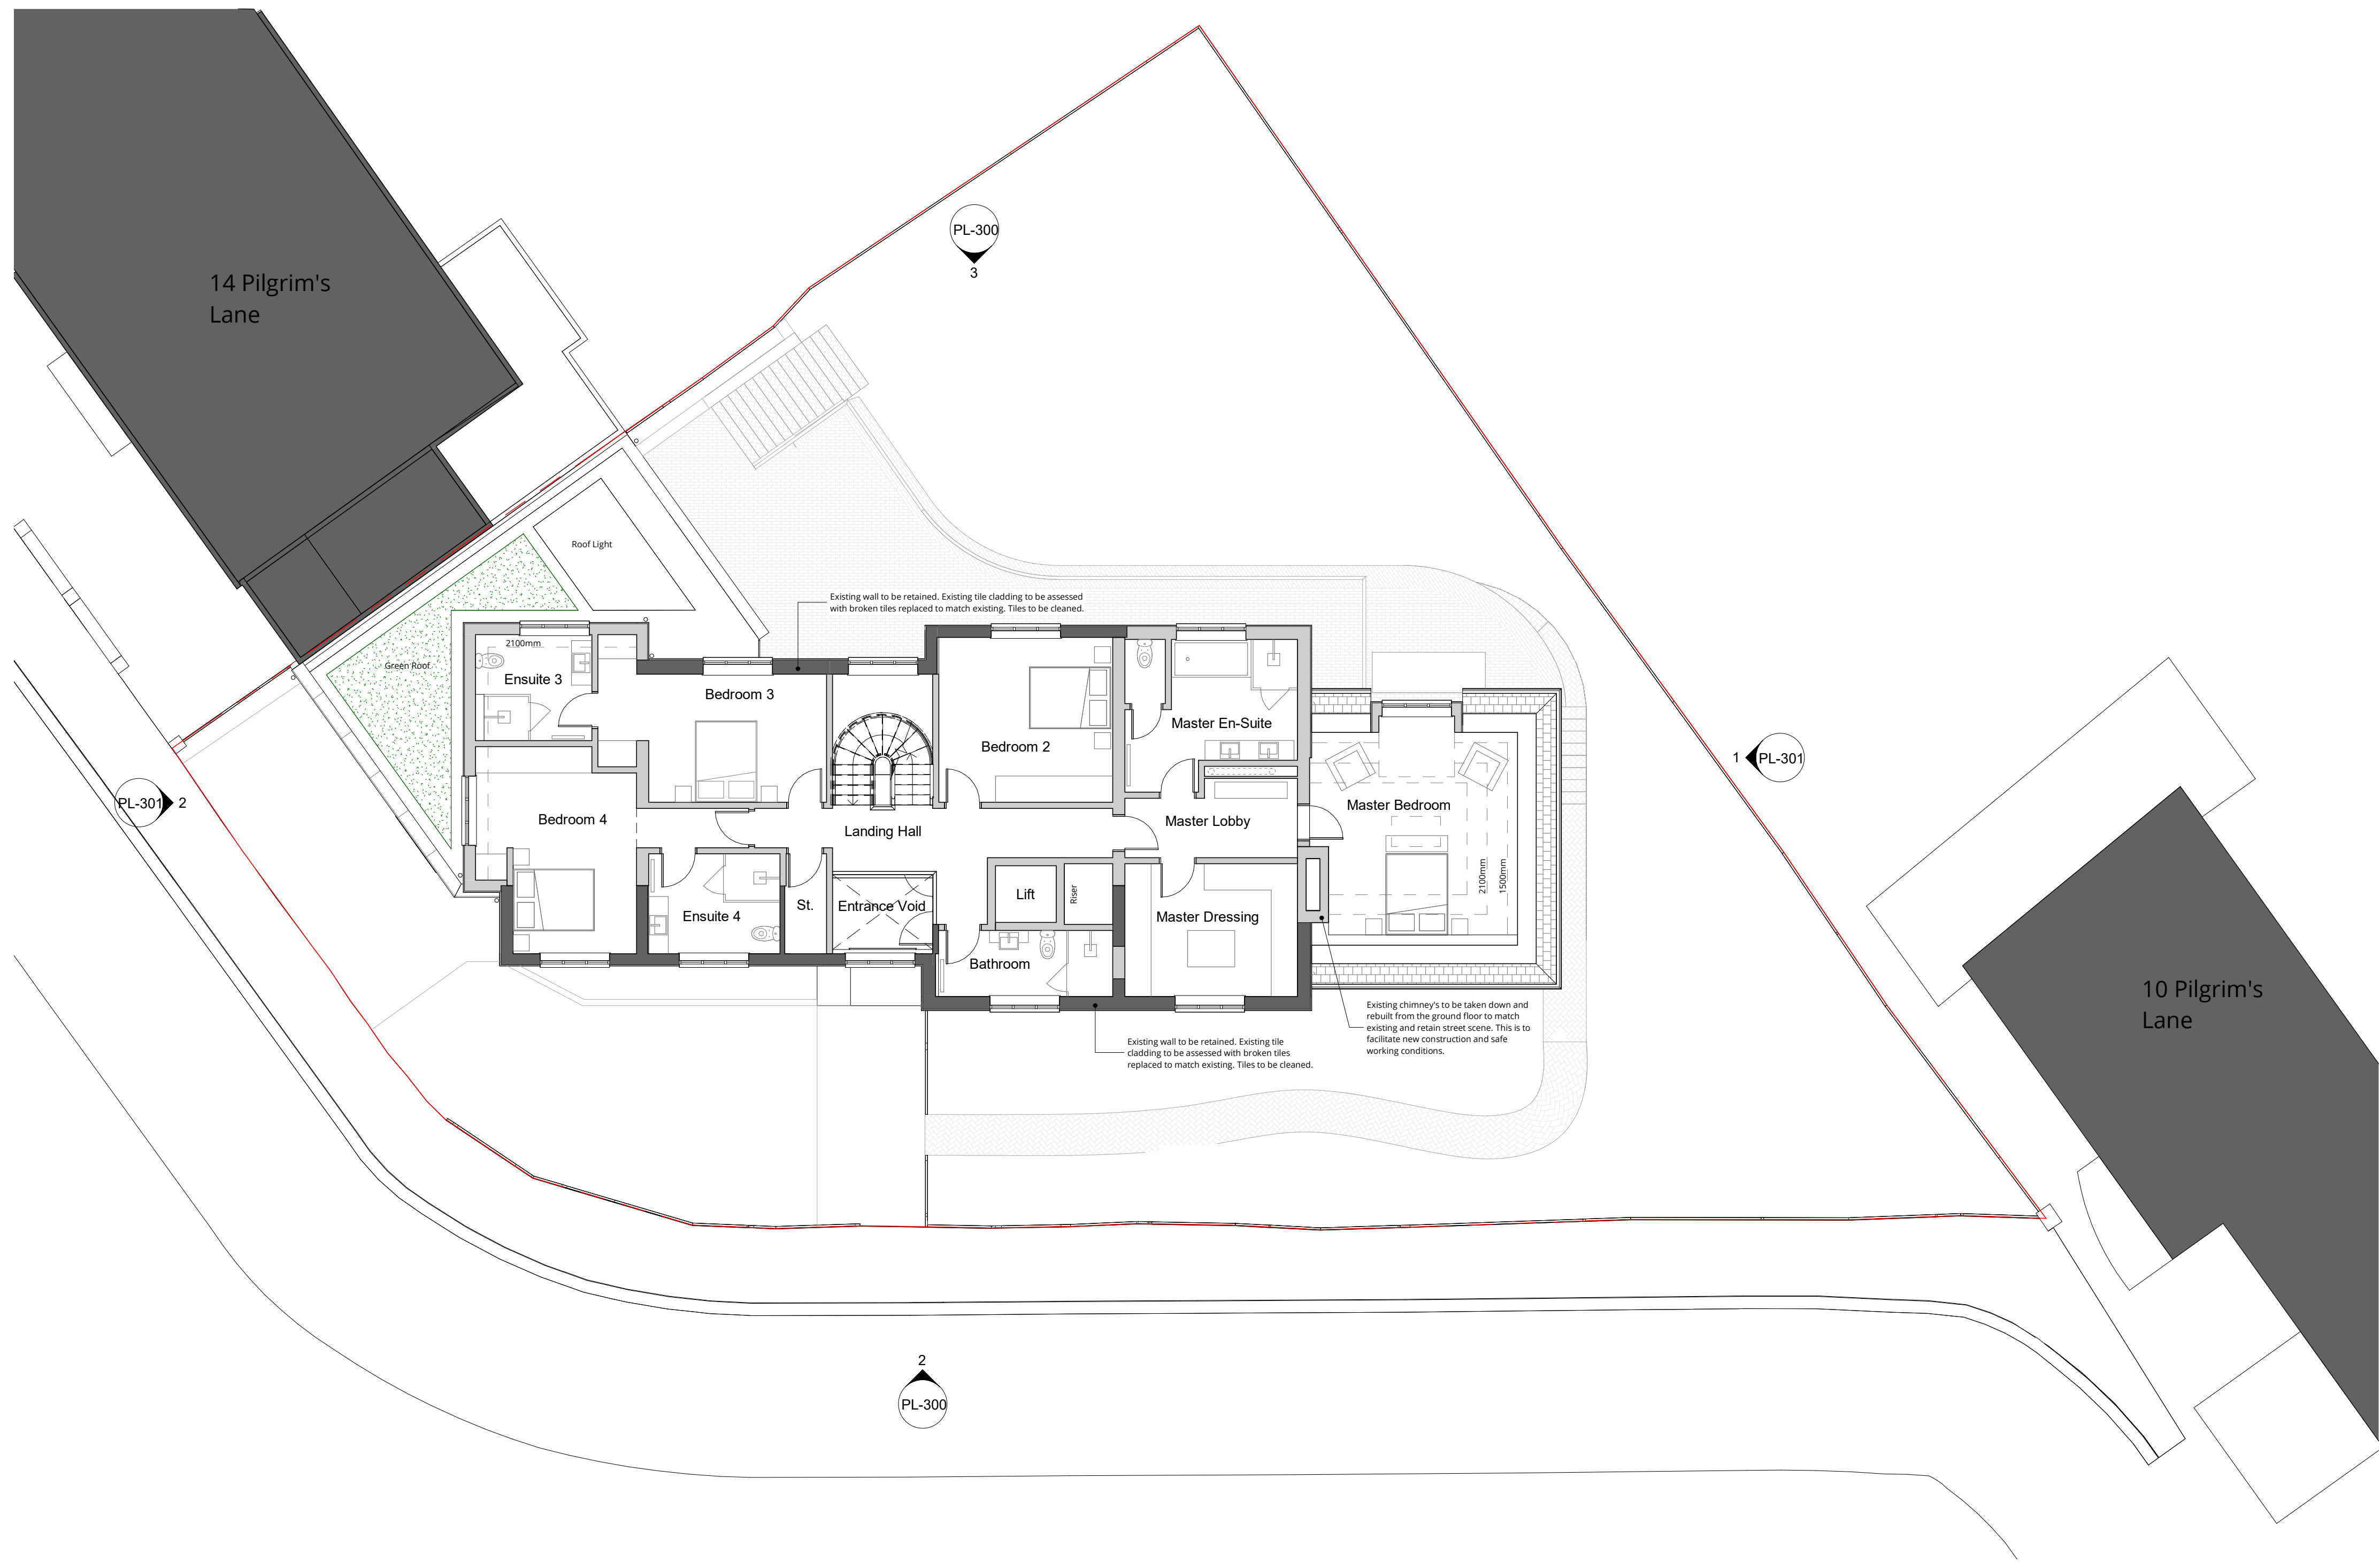 14 Pilgrim's
Lane
PL-300
3
Roof Light
Existing wall to be retained. Existing tile cladding to be assessed
with broken tiles replaced to match existing. Tiles to be cleaned.
2100mm
Green Roof
Ensuite 3
Bedroom 3
Bedroom 2
Master En-Suite
1
PL-301
PL-301
2
Bedroom 4
Landing Hall
Master Lobby
Master Bedroom
2100mm
1500mm
Ensuite 4
St.
Entrance Void
Lift
Riser
Master Dressing
Bathroom
10 Pilgrim's
Lane
Existing chimney's to be taken down and
rebuilt from the ground floor to match
existing and retain street scene. This is to
facilitate new construction and safe
working conditions.
Existing wall to be retained. Existing tile
cladding to be assessed with broken tiles
replaced to match existing. Tiles to be cleaned.
2
PL-300